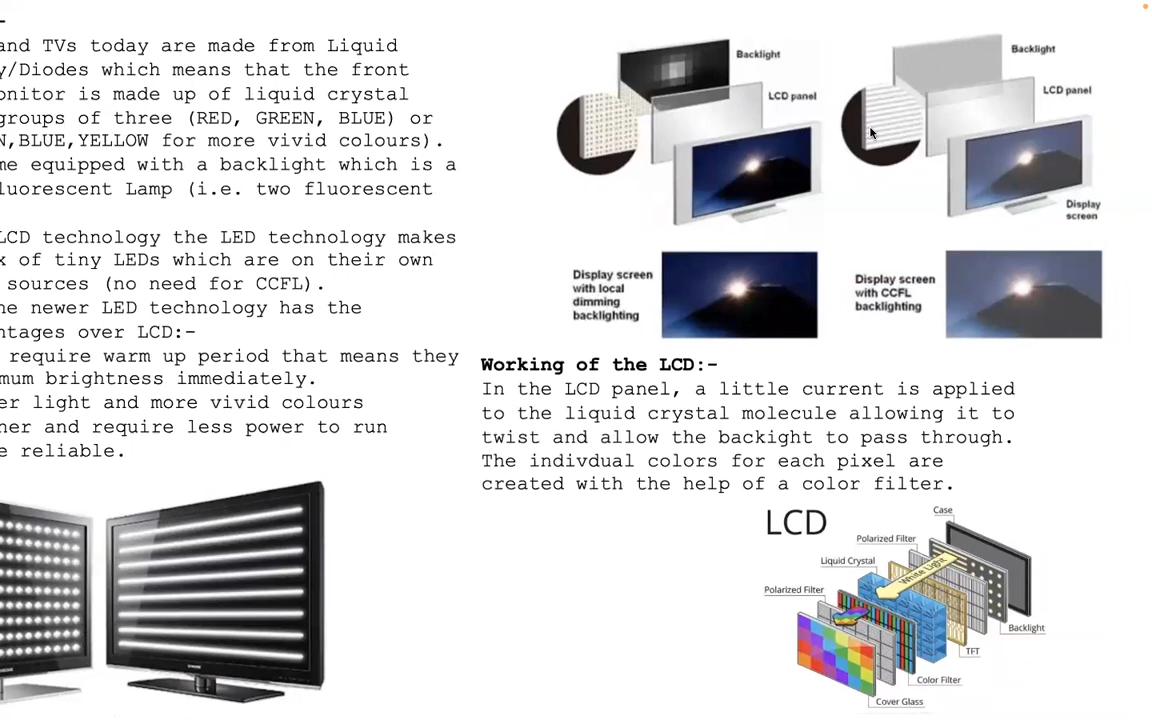 and TVs today are made from Liquid
y/Diodes which means that the front
onitor is made up of liquid crystal
groups of three (RED, GREEN, BLUE) or
N,BLUE,YELLOW for more vivid colours).
me equipped with a backlight which is a
luorescent Lamp (i.e. two fluorescent
LCD technology the LED technology makes
x of tiny LEDs which are on their own
sources (no need for CCFL).
he newer LED technology has the
ntages over LCD:-
require warm up period that means they
mum brightness immediately.
er light and more vivid colours
ner and require less power to run
e reliable.
Backlight
LCD panel
Backlight
LCD panel
Display
screen
Display screen
with local
dimming
backlighting
Display screen
with CCFL
backlighting
Working of the LCD:-
In the LCD panel, a little current is applied
to the liquid crystal molecule allowing it to
twist and allow the backight to pass through.
The indivdual colors for each pixel are
created with the help of a color filter.
LCD
Case
Polarized Filter
Liquid Crystal
White Light
Polarized Filter
Backlight
TFT
Color Filter
Cover Glass